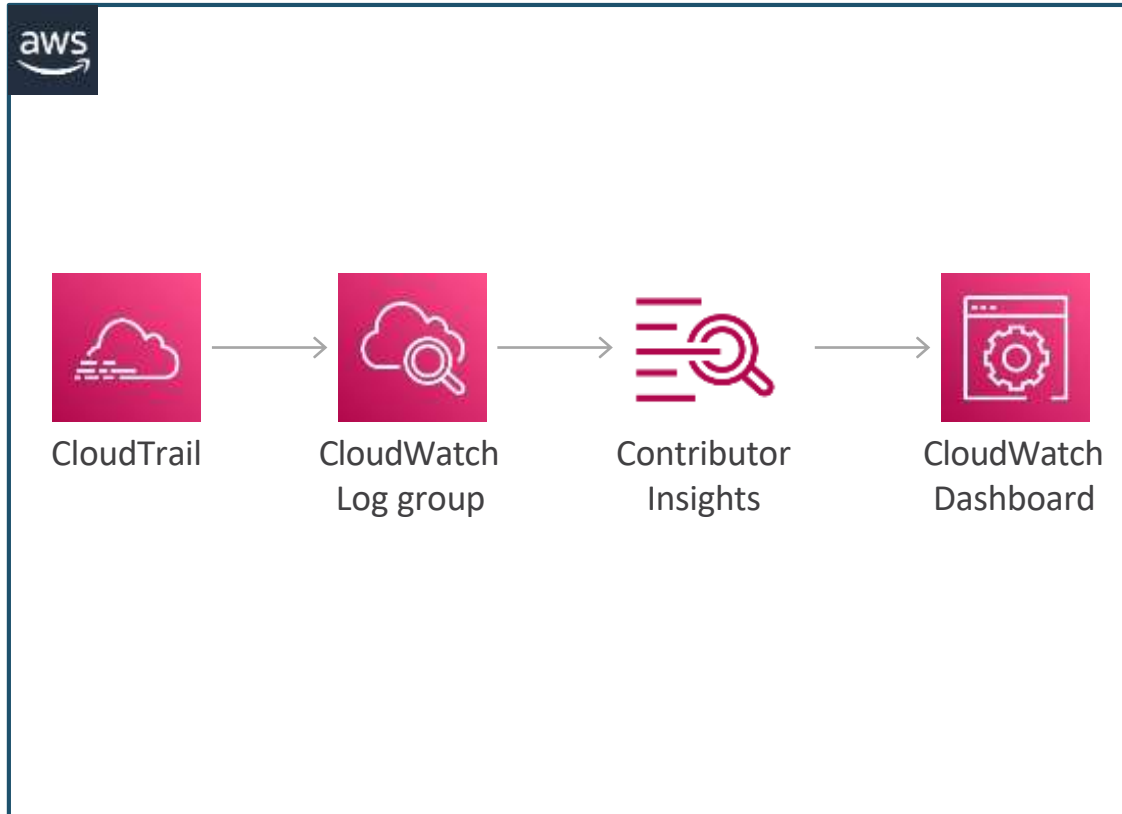 aws
CloudTrail
CloudWatch
Log group
Contributor
Insights
CloudWatch
Dashboard